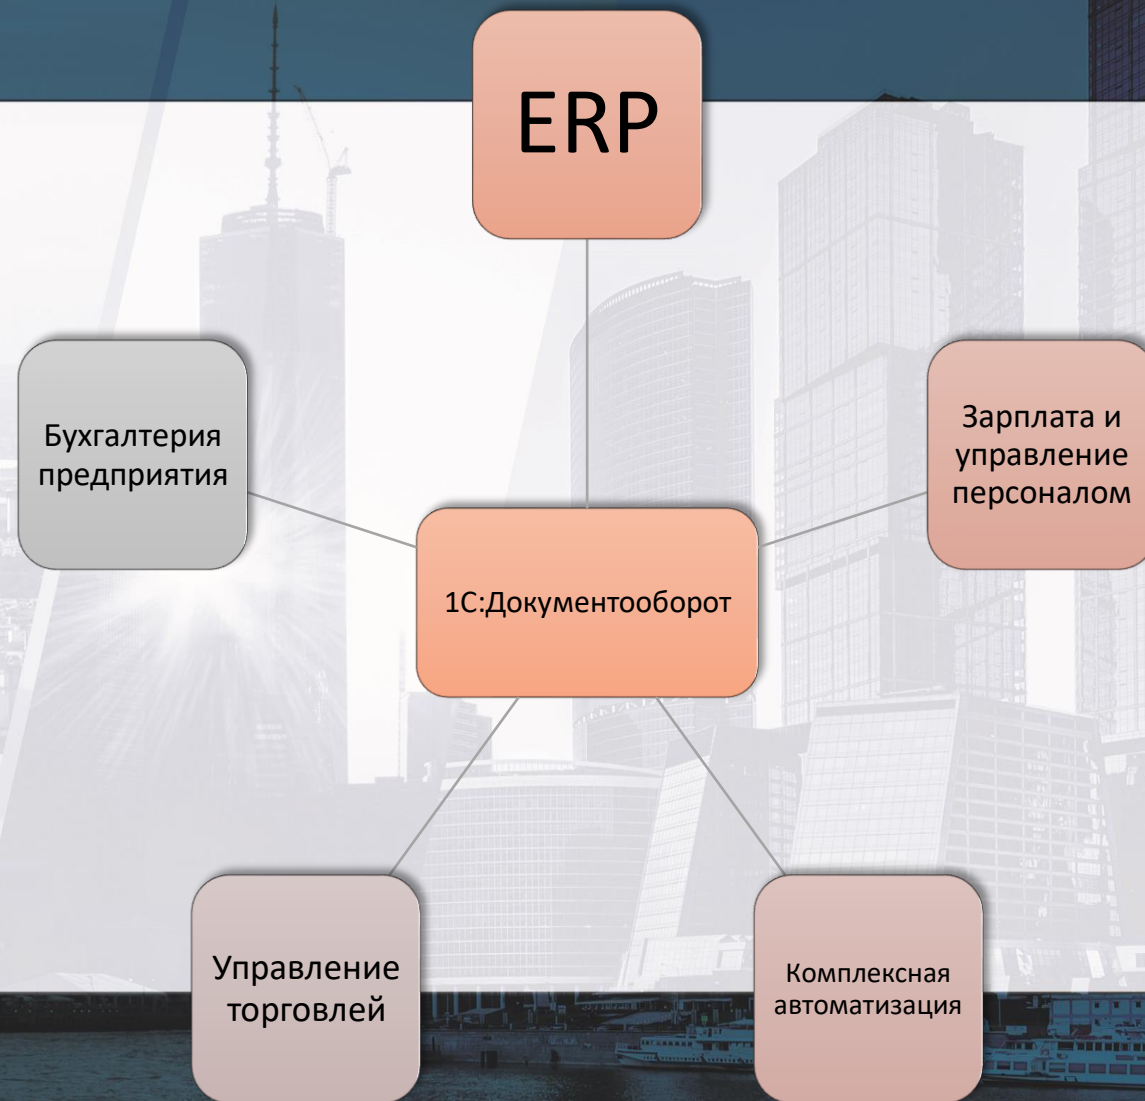 ERP
Бухгалтерия
предприятия
Зарплата и
управление
персоналом
1С:Документооборот
Управление
торговлей
Комплексная
автоматизация